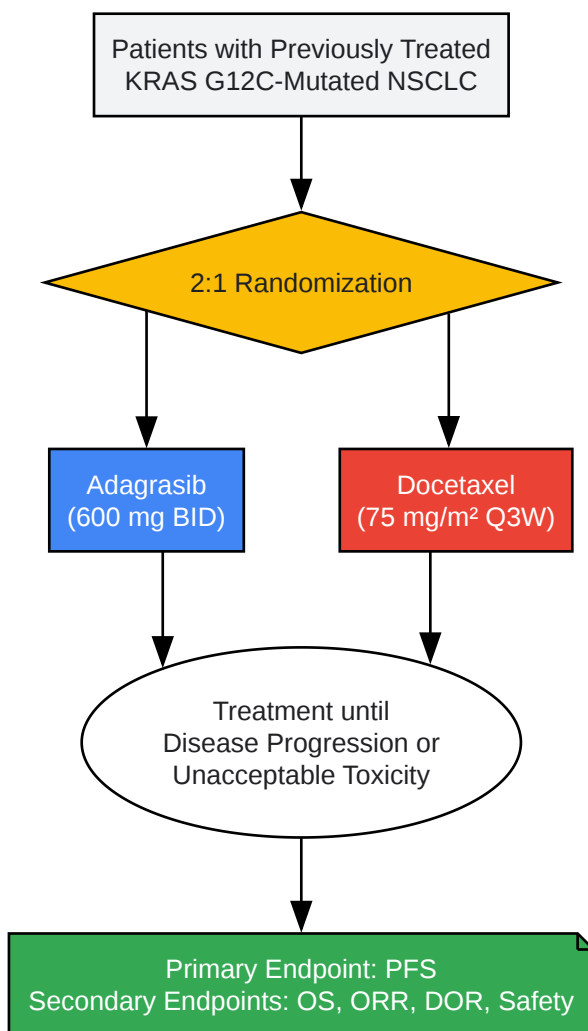 Patients with Previously Treated
KRAS G12C-Mutated NSCLC
2:1 Randomization
Adagrasib
(600 mg BID)
Docetaxel
(75 mg/m² Q3W)
Treatment until
Disease Progression or
Unacceptable Toxicity
Primary Endpoint: PFS
Secondary Endpoints: OS, ORR, DOR, Safety